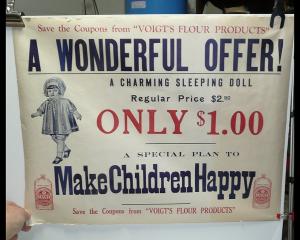 Save the Coupons from "VOIGT'S FLOUR PRODUCTS"
A WONDERFUL OFFER!
A CHARMING SLEEPING DOLL
Regular Price $2.50
ONLY $1.00
A SPECIAL PLAN TO
Make Children Happy
Save the Coupons from "VOIGT'S FLOUR PRODUCTS"